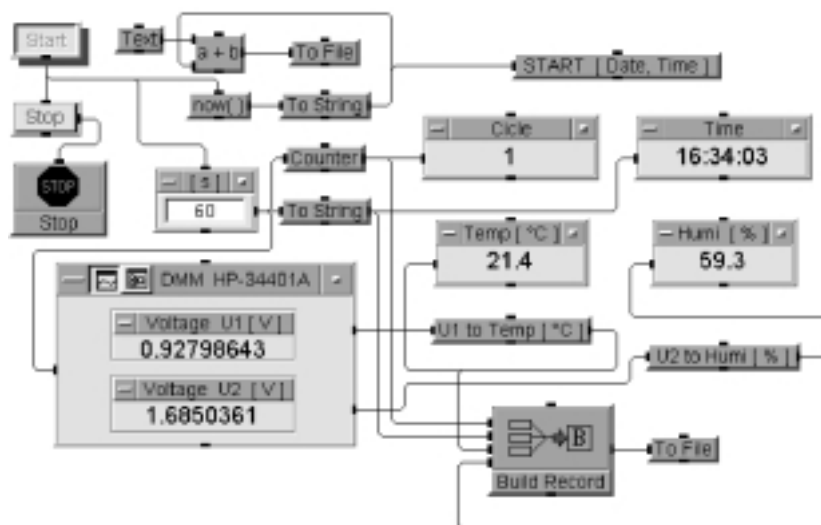 Start
Text
a + b
To File
START [ Date, Time ]
now()
To String
Stop
STOP
Stop
Counter
Cicle
1
Time
16:34:03
[ s ]
60
To String
Temp [ °C ]
21.4
Humi [ % ]
59.3
DMM HP-34401A
Voltage U1 [ V ]
0.92798643
Voltage U2 [ V ]
1.6850361
U1 to Temp [ °C ]
U2 to Humi [ % ]
B
Build Record
To File